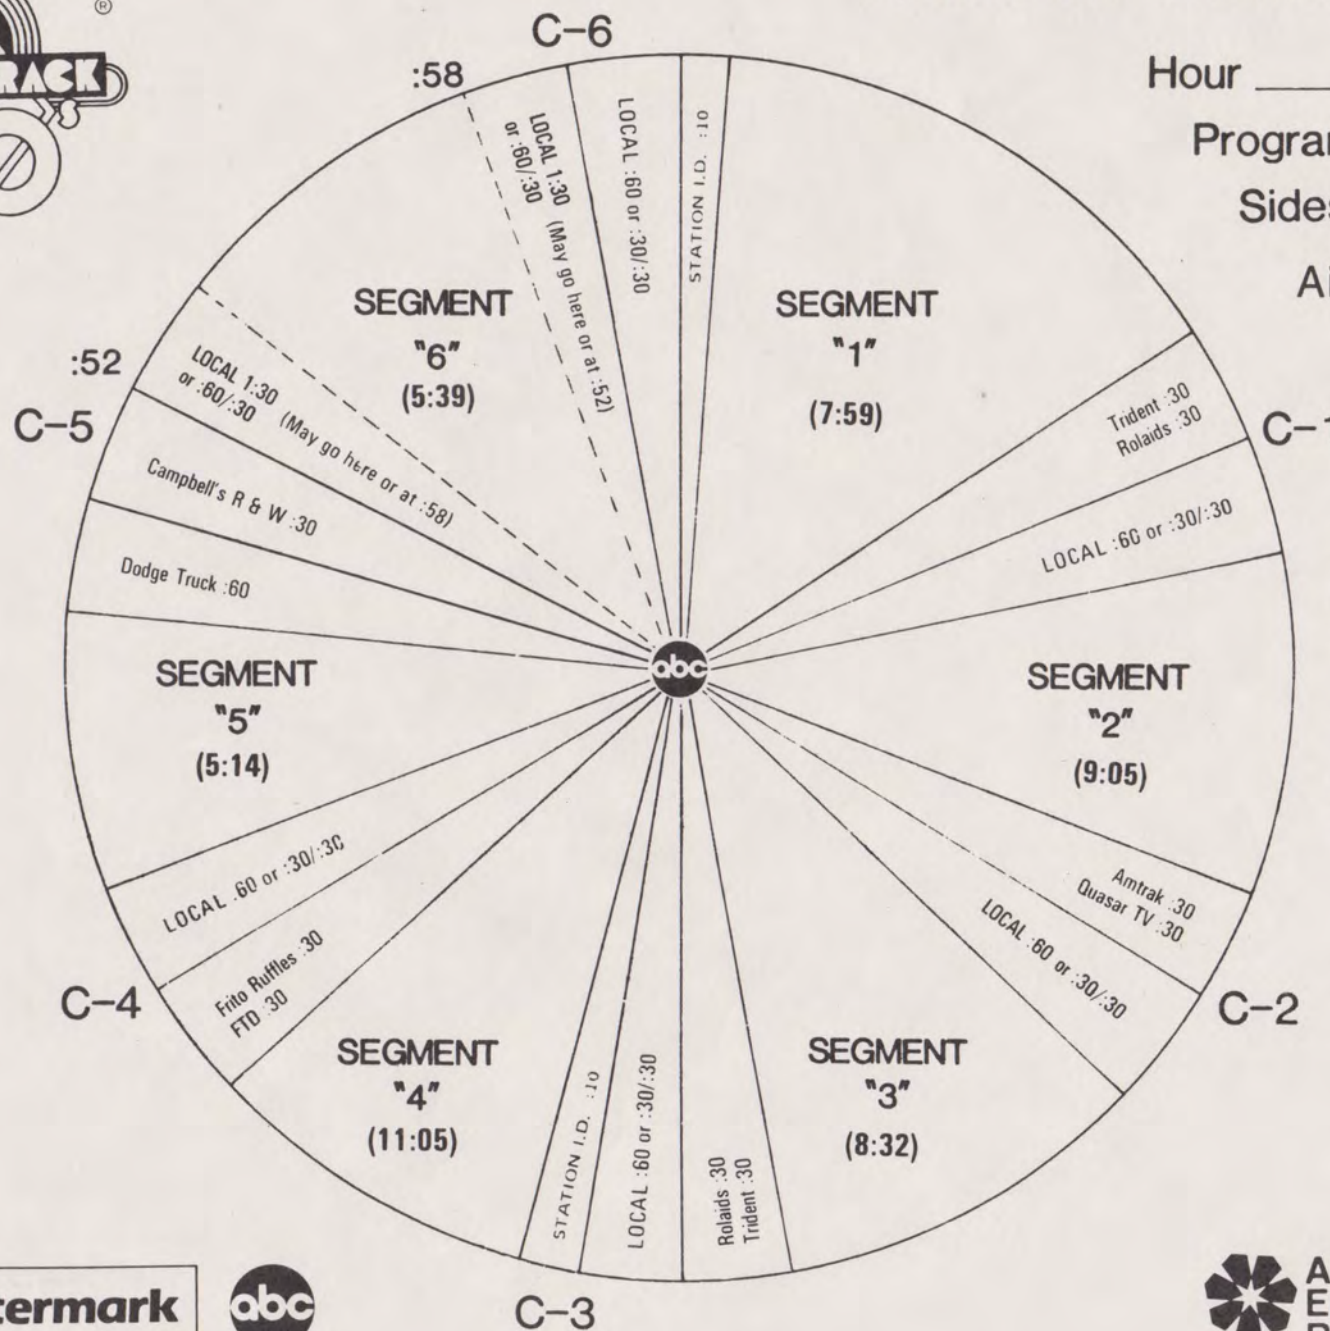 ®
RACK
C-6
:58
Hour
Program
Sides
STATION I.D. :10
SEGMENT
"1"
(7:59)
Trident :30
Rolaids :30
C-1
LOCAL :60 or :30/:30
SEGMENT
"2"
(9:05)
Amtrak :30
Quasar TV :30
C-2
LOCAL :60 or :30/:30
SEGMENT
"3"
(8:32)
Rolaids :30
Trident :30
C-3
LOCAL :60 or :30/:30
STATION I.D. :10
SEGMENT
"4"
(11:05)
Frito Ruffles :30
FTD :30
C-4
LOCAL :60 or :30/:30
SEGMENT
"5"
(5:14)
Dodge Truck :60
Campbell's R & W :30
C-5
:52
LOCAL 1:30 (May go here or at :58)
or :60/:30
SEGMENT
"6"
(5:39)
LOCAL 1:30 (May go here or at :52)
or :60/:30
LOCAL :60 or :30/:30
abc
termark
abc
A
E